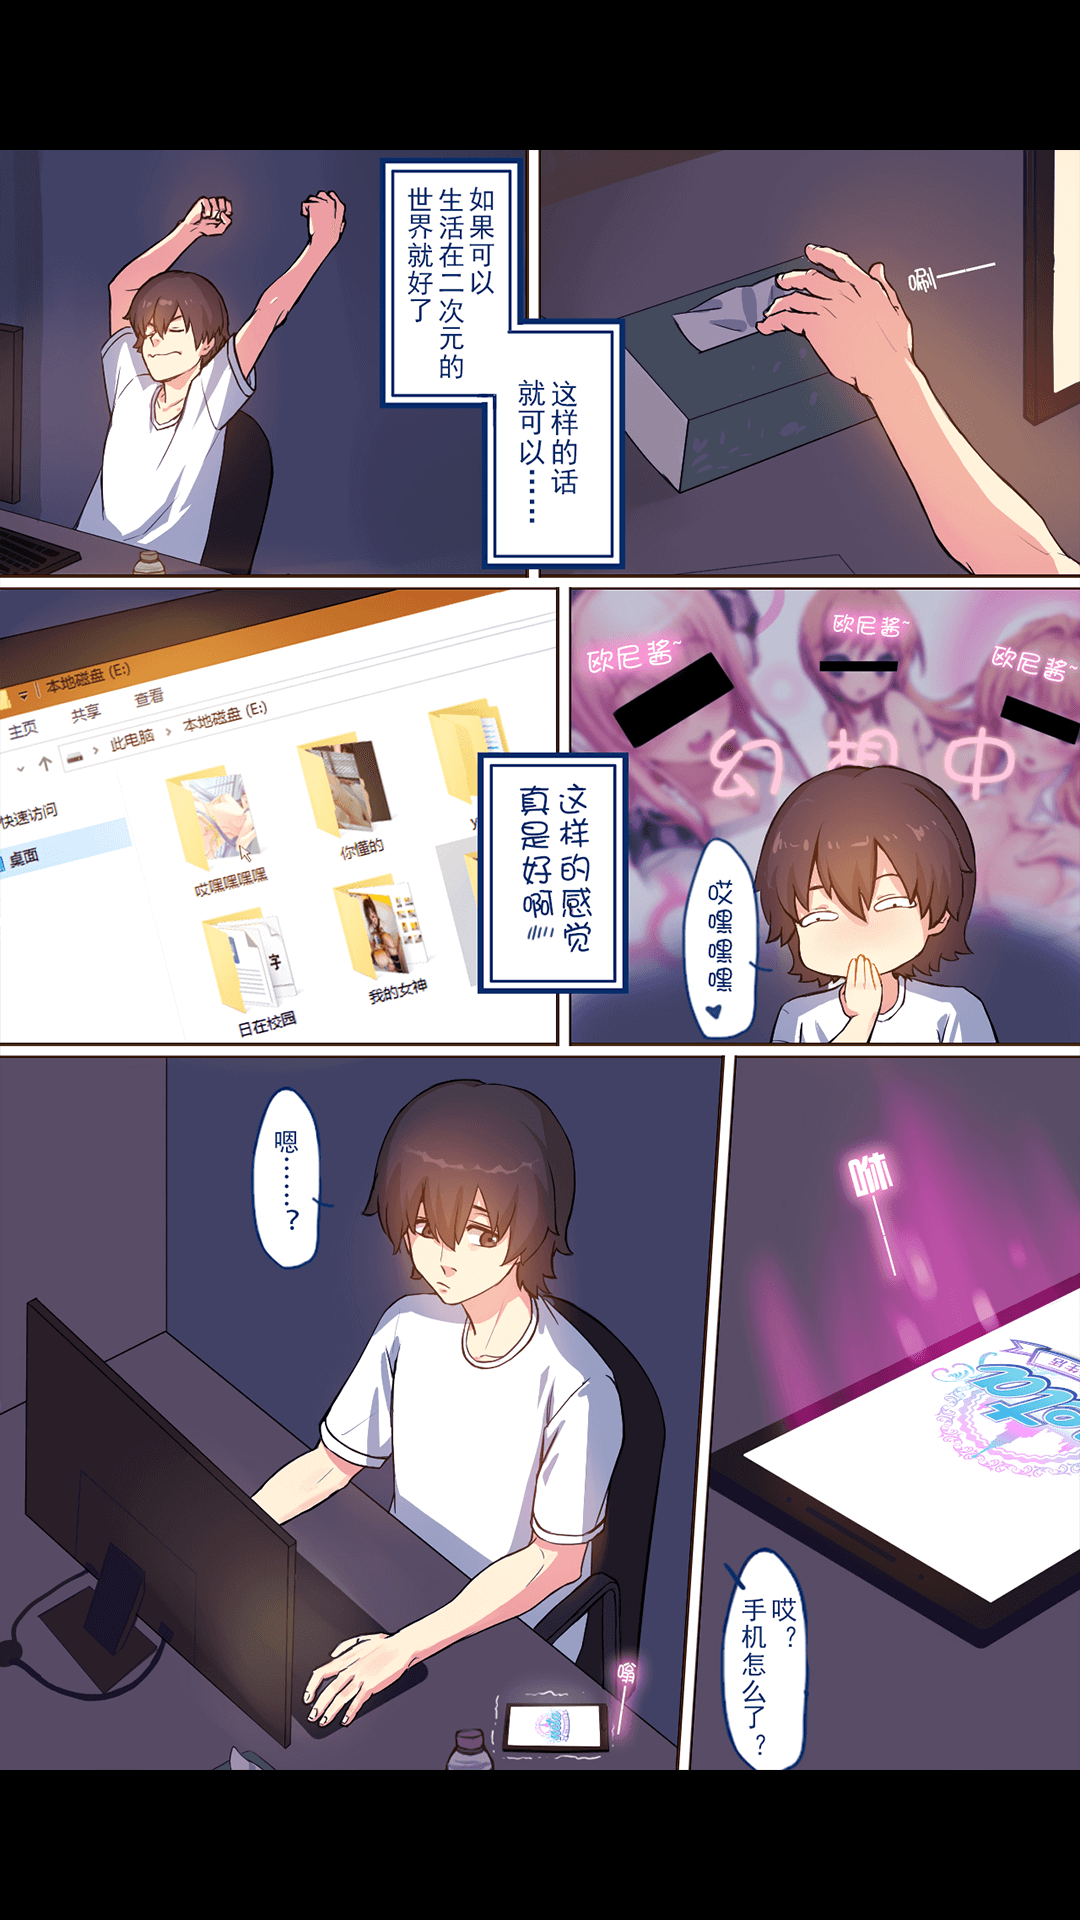 如果可以
生活在二次元的
世界就好了
这样的话
就可以……
唰——
本地磁盘 (E:)
主页
共享
查看
此电脑 › 本地磁盘 (E:)
快速访问
桌面
哎嘿嘿嘿嘿
你懂的
日在校园
我的女神
字
欧尼酱~
欧尼酱~
欧尼酱~
幻想中
这样的感觉
真是好啊
哎嘿嘿嘿
嗯……？
嗡——
咻——
哎？
手机怎么了？